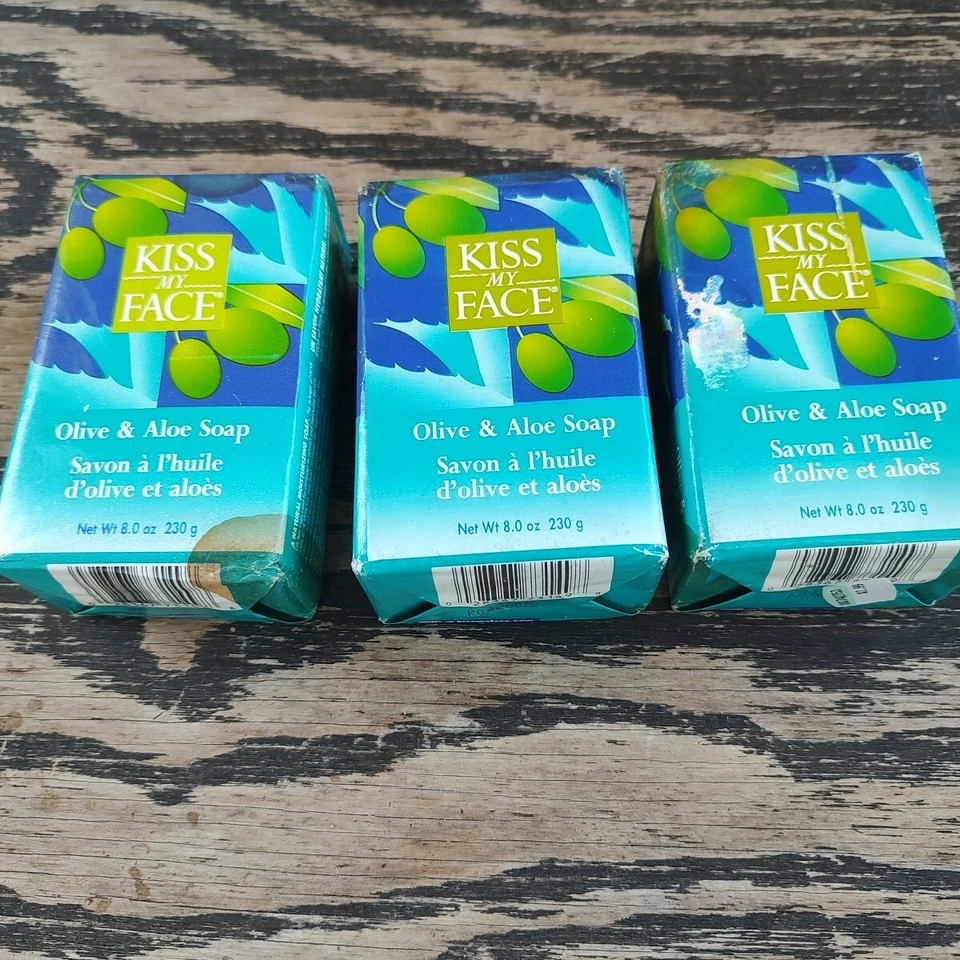 KISS
MY
FACE®
Olive & Aloe Soap
Savon à l'huile
d'olive et aloès
Net Wt 8.0 oz 230 g
KISS
MY
FACE®
Olive & Aloe Soap
Savon à l'huile
d'olive et aloès
Net Wt 8.0 oz 230 g
KISS
MY
FACE®
Olive & Aloe Soap
Savon à l'huile
d'olive et aloès
Net Wt 8.0 oz 230 g